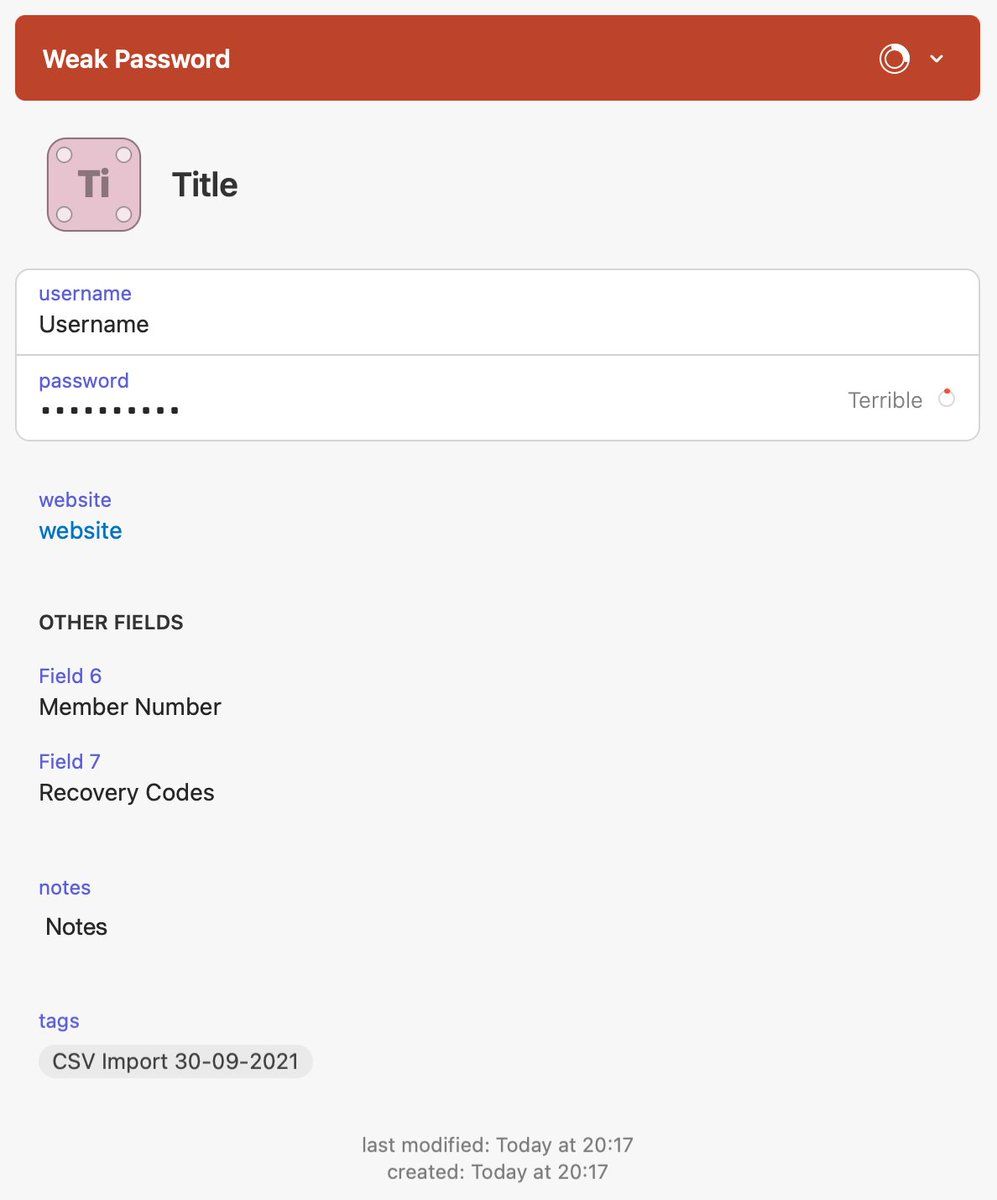 Weak Password
Ti
Title
username
Username
password
••••••••••
Terrible
website
website
OTHER FIELDS
Field 6
Member Number
Field 7
Recovery Codes
notes
Notes
tags
CSV Import 30-09-2021
last modified: Today at 20:17
created: Today at 20:17